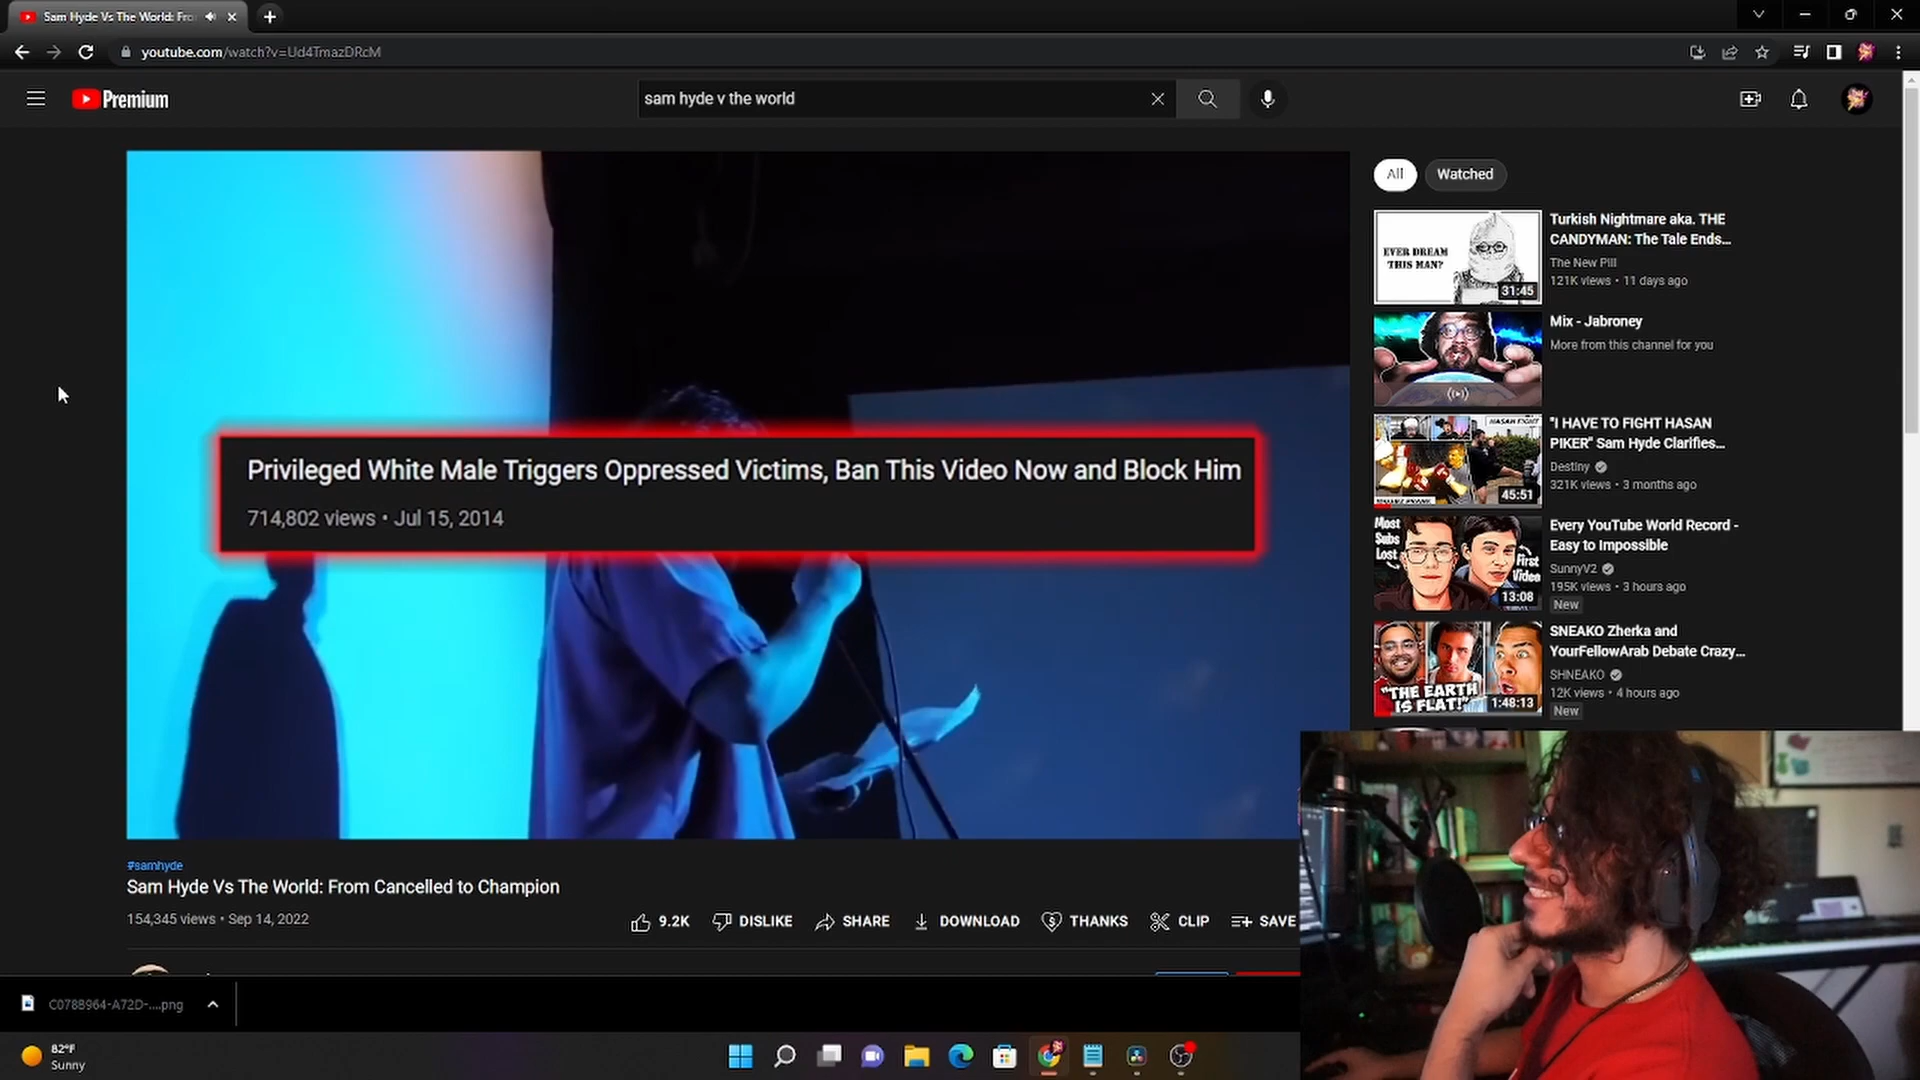 Sam Hyde Vs The World: Fro
youtube.com/watch?v=Ud4TmazDRcM
Premium
sam hyde v the world
All
Watched
EVER DREAM
THIS MAN?
31:45
Turkish Nightmare aka. THE
CANDYMAN: The Tale Ends...
The New Pill
121K views • 11 days ago
Mix - Jabroney
More from this channel for you
HASAN FIGHT
45:51
"I HAVE TO FIGHT HASAN
PIKER" Sam Hyde Clarifies...
Destiny
321K views • 3 months ago
Privileged White Male Triggers Oppressed Victims, Ban This Video Now and Block Him
714,802 views • Jul 15, 2014
Most
Subs
Lost
First
Video
13:08
Every YouTube World Record -
Easy to Impossible
SunnyV2
195K views • 3 hours ago
New
"THE EARTH
IS FLAT!"
1:48:13
SNEAKO Zherka and
YourFellowArab Debate Crazy...
SHNEAKO
12K views • 4 hours ago
New
#samhyde
Sam Hyde Vs The World: From Cancelled to Champion
154,345 views • Sep 14, 2022
9.2K
DISLIKE
SHARE
DOWNLOAD
THANKS
CLIP
SAVE
C0788964-A72D-....png
82°F
Sunny